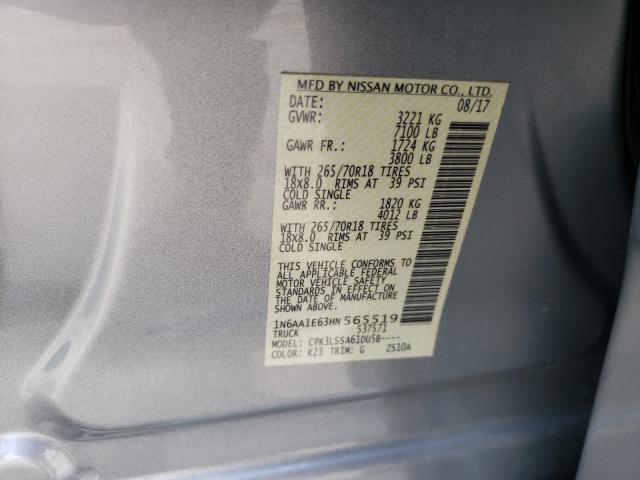 MFD BY NISSAN MOTOR CO., LTD.
DATE: 08/17
GVWR: 3221 KG
7100 LB
GAWR FR.: 1724 KG
3800 LB
WITH 265/70R18 TIRES
18x8.0 RIMS AT 39 PSI
COLD SINGLE
GAWR RR.: 1820 KG
4012 LB
WITH 265/70R18 TIRES
18x8.0 RIMS AT 39 PSI
COLD SINGLE
THIS VEHICLE CONFORMS TO
ALL APPLICABLE FEDERAL
MOTOR VEHICLE SAFETY
STANDARDS IN EFFECT ON
THE DATE OF MANUFACTURE
SHOWN ABOVE.
1N6AA1E63HN565519
TRUCK 537571
MODEL: CPK3LSSA61DU5B----
COLOR: K23 TRIM: G ZS10A